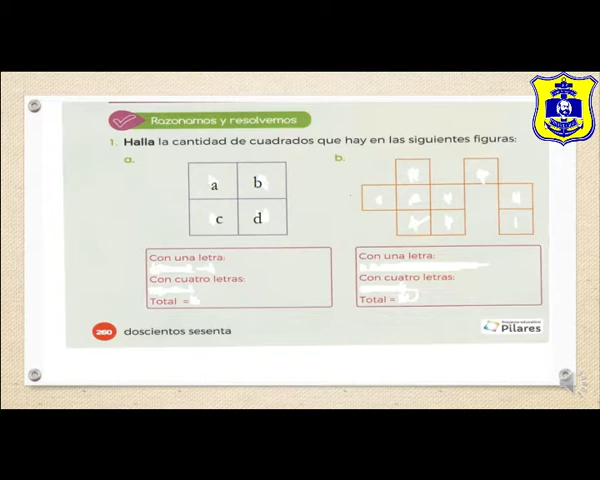 Razonamos y resolvemos
1. Halla la cantidad de cuadrados que hay en las siguientes figuras:
a.
b.
a b
c d
Con una letra:
Con cuatro letras:
Total =
Con una letra:
Con cuatro letras:
Total =
260 doscientos sesenta
Pilares